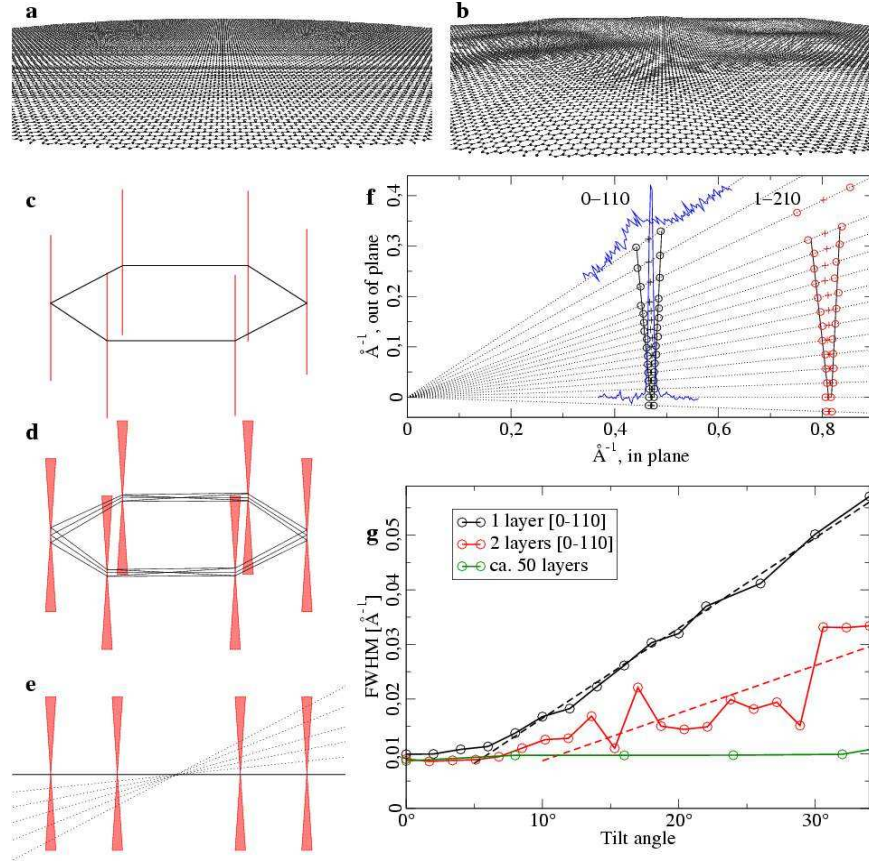 a
b
c
f
0−110
1−210
0,4
0,3
0,2
0,1
0
Å⁻¹, out of plane
0
0,2
0,4
0,6
0,8
Å⁻¹, in plane
d
e
g
1 layer [0-110]
2 layers [0-110]
ca. 50 layers
0,05
0,04
0,03
0,02
0,01
0
FWHM [Å⁻¹]
0°
10°
20°
30°
Tilt angle